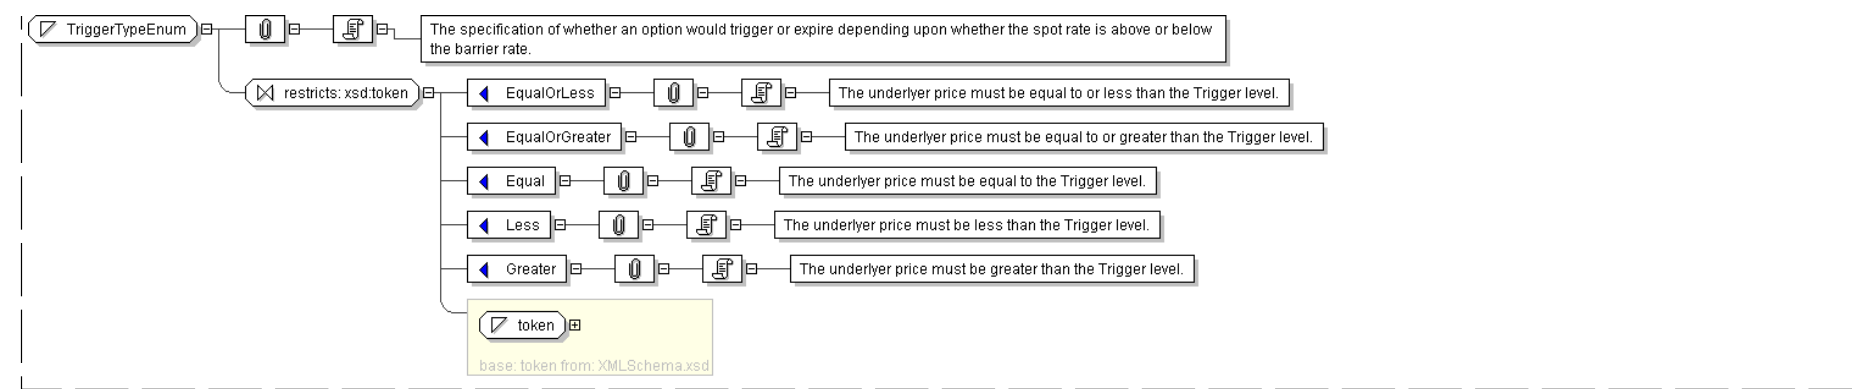 TriggerTypeEnum
The specification of whether an option would trigger or expire depending upon whether the spot rate is above or below
the barrier rate.
restricts: xsd:token
EqualOrLess
The underlyer price must be equal to or less than the Trigger level.
EqualOrGreater
The underlyer price must be equal to or greater than the Trigger level.
Equal
The underlyer price must be equal to the Trigger level.
Less
The underlyer price must be less than the Trigger level.
Greater
The underlyer price must be greater than the Trigger level.
token
base: token from: XMLSchema.xsd